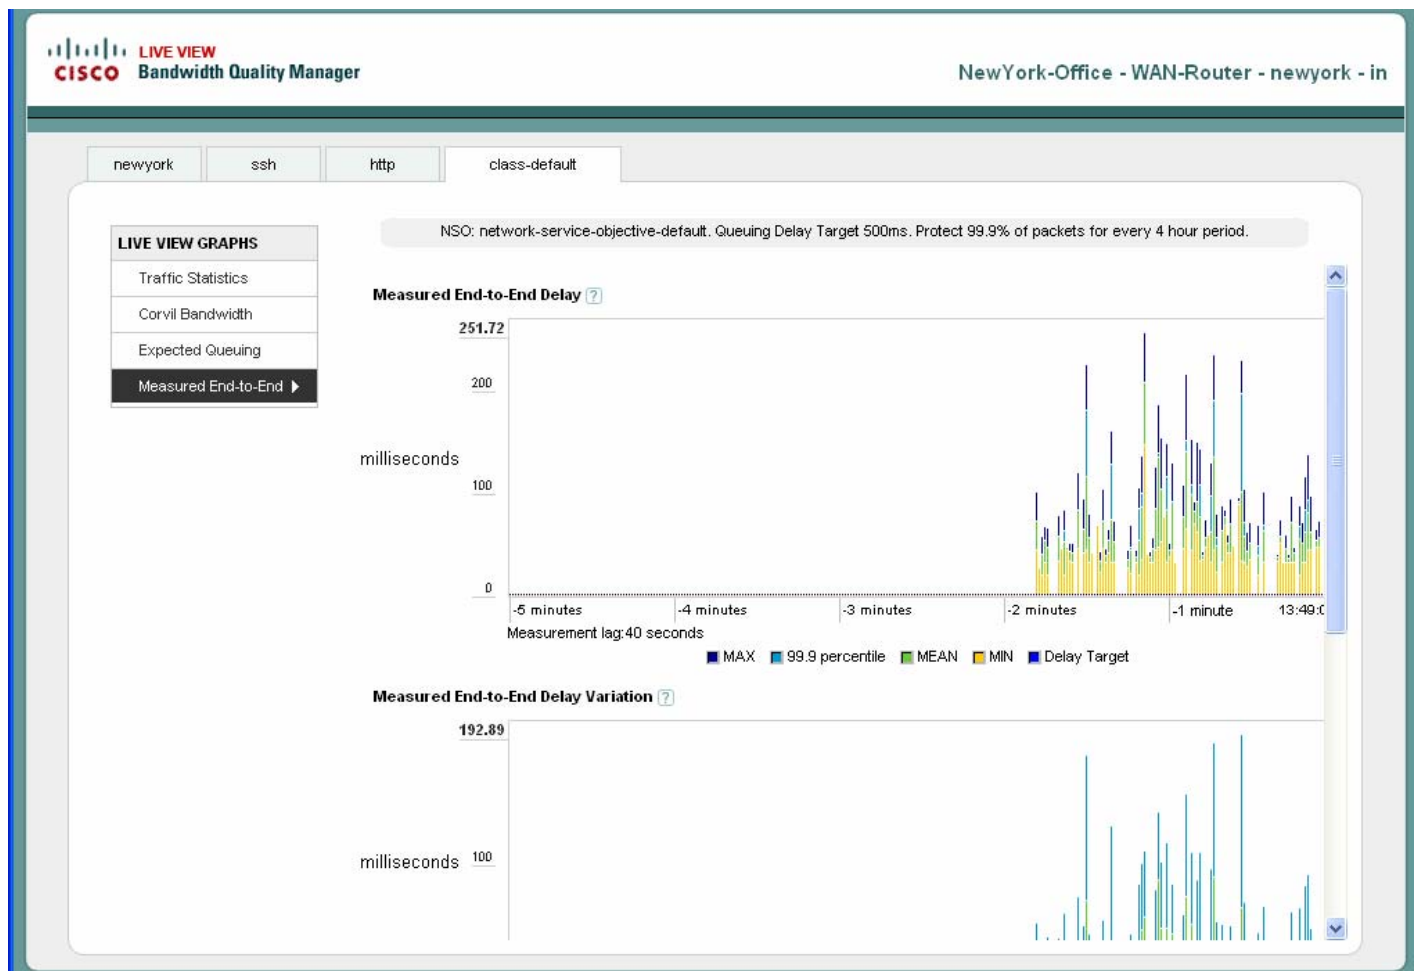 LIVE VIEW
CISCO Bandwidth Quality Manager
NewYork-Office - WAN-Router - newyork - in
newyork ssh http class-default
NSO: network-service-objective-default. Queuing Delay Target 500ms. Protect 99.9% of packets for every 4 hour period.
LIVE VIEW GRAPHS
Traffic Statistics
Corvil Bandwidth
Expected Queuing
Measured End-to-End
Measured End-to-End Delay ?
251.72
200
milliseconds
100
0
-5 minutes -4 minutes -3 minutes -2 minutes -1 minute 13:49:0
Measurement lag:40 seconds
MAX 99.9 percentile MEAN MIN Delay Target
Measured End-to-End Delay Variation ?
192.89
milliseconds 100